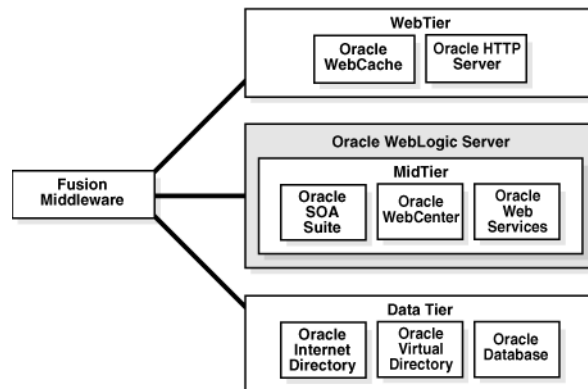 WebTier
Oracle WebCache
Oracle HTTP Server
Oracle WebLogic Server
MidTier
Fusion Middleware
Oracle SOA Suite
Oracle WebCenter
Oracle Web Services
Data Tier
Oracle Internet Directory
Oracle Virtual Directory
Oracle Database